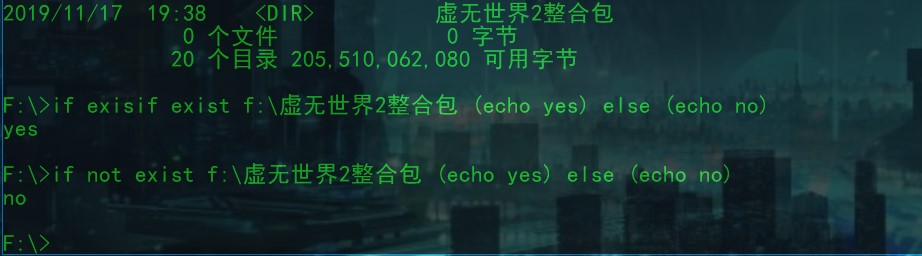 2019/11/17  19:38    <DIR>          虚无世界2整合包
0 个文件              0 字节
20 个目录 205,510,062,080 可用字节
F:\>if exisif exist f:\虚无世界2整合包 (echo yes) else (echo no)
yes
F:\>if not exist f:\虚无世界2整合包 (echo yes) else (echo no)
no
F:\>